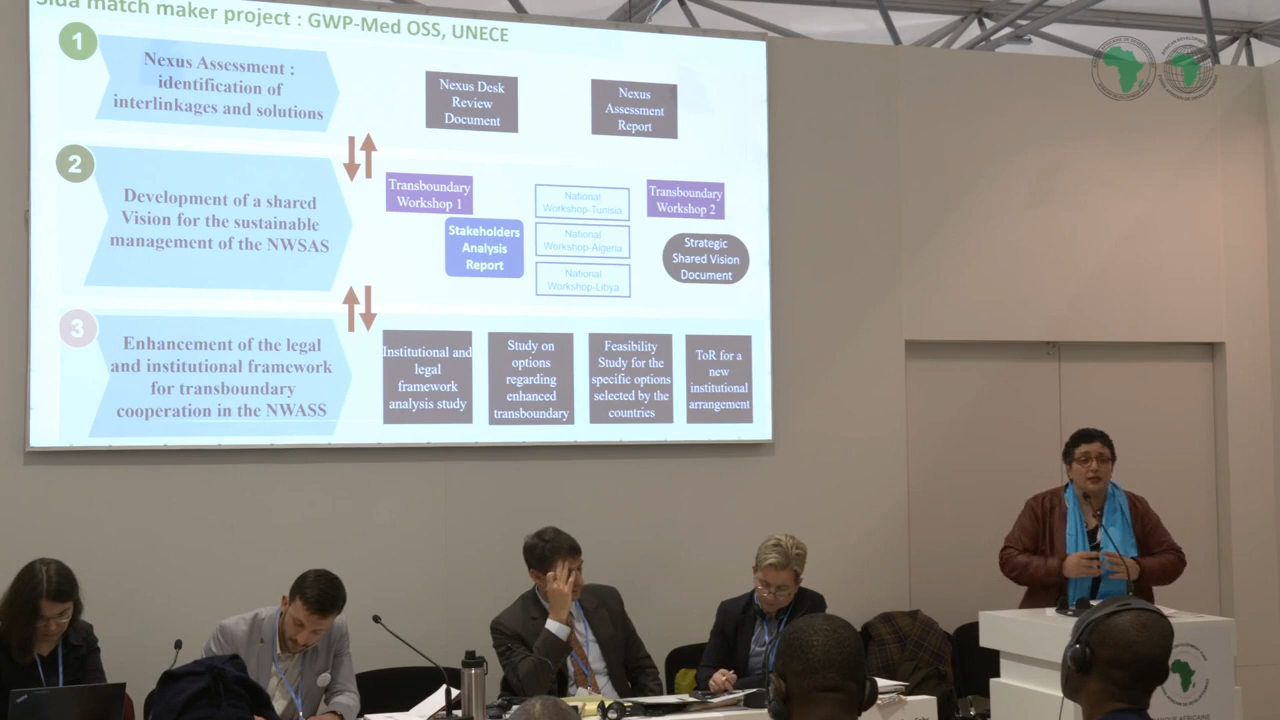 Sida match maker project : GWP-Med OSS, UNECE
1
Nexus Assessment :
identification of
interlinkages and solutions
Nexus Desk
Review
Document
Nexus
Assessment
Report
2
Development of a shared
Vision for the sustainable
management of the NWSAS
Transboundary
Workshop 1
Stakeholders
Analysis
Report
National
Workshop-Tunisia
National
Workshop-Algeria
National
Workshop-Libya
Transboundary
Workshop 2
Strategic
Shared Vision
Document
3
Enhancement of the legal
and institutional framework
for transboundary
cooperation in the NWASS
Institutional and
legal
framework
analysis study
Study on
options
regarding
enhanced
transboundary
Feasibility
Study for the
specific options
selected by the
countries
ToR for a
new
institutional
arrangement